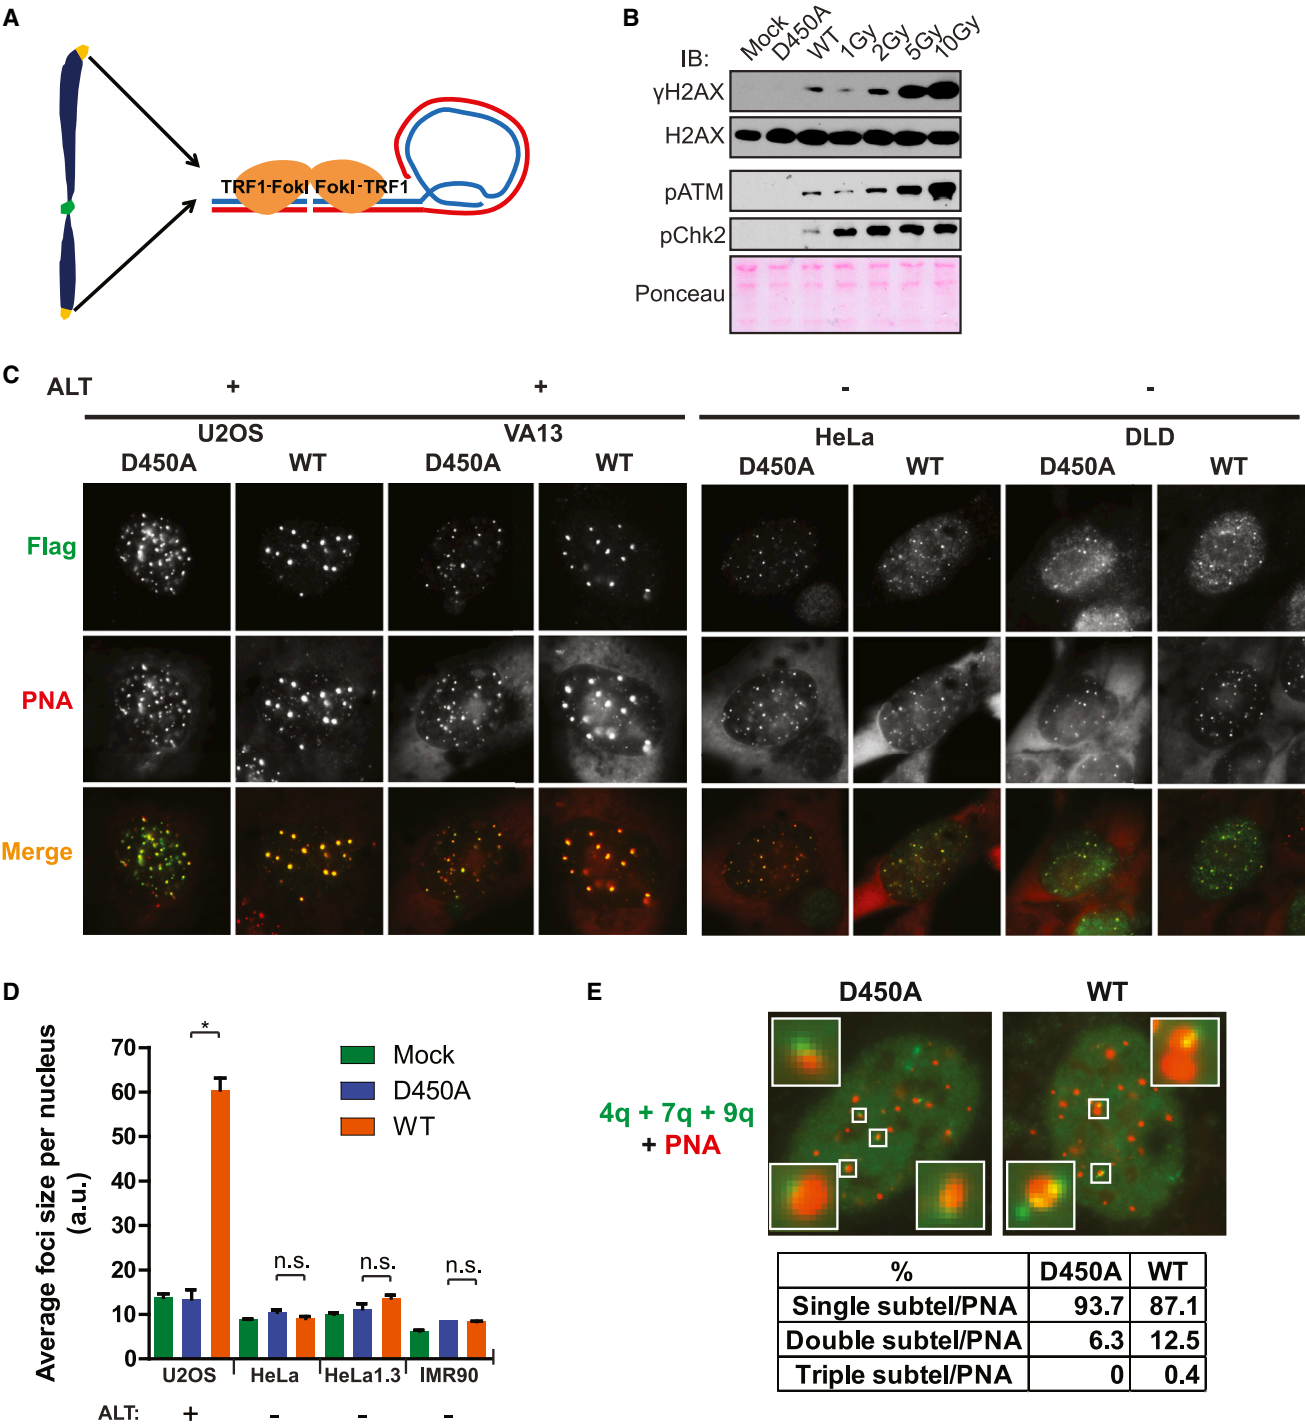 A
TRF1-FokI FokI-TRF1
B
IB:
Mock D450A WT 1Gy 2Gy 5Gy 10Gy
γH2AX
H2AX
pATM
pChk2
Ponceau
C
ALT + + - -
U2OS VA13 HeLa DLD
D450A WT D450A WT D450A WT D450A WT
Flag
PNA
Merge
D
Average foci size per nucleus
(a.u.)
70
60
50
40
30
20
10
0
*
n.s. n.s. n.s.
Mock
D450A
WT
U2OS HeLa HeLa1.3 IMR90
ALT: + - - -
E
D450A WT
4q + 7q + 9q
+ PNA
% D450A WT
Single subtel/PNA 93.7 87.1
Double subtel/PNA 6.3 12.5
Triple subtel/PNA 0 0.4